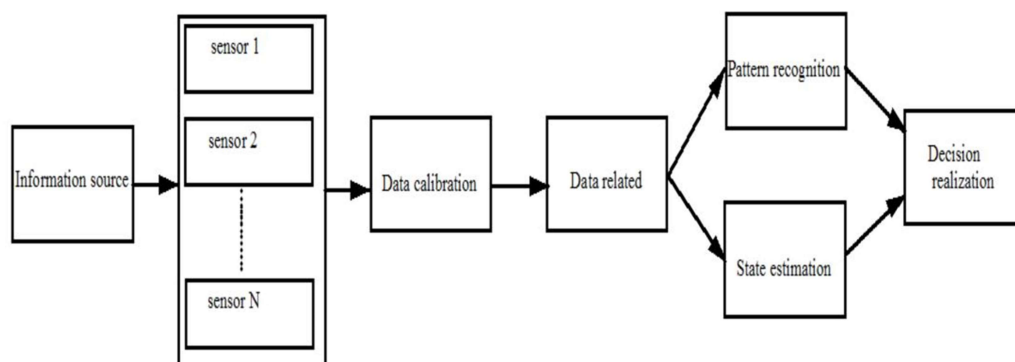 Information source
sensor 1
sensor 2
sensor N
Data calibration
Data related
Pattern recognition
State estimation
Decision
realization